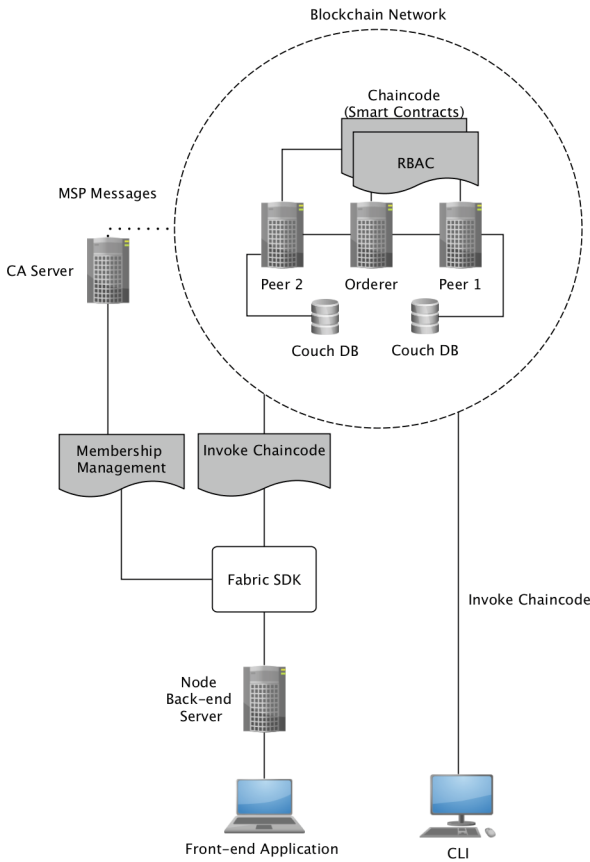 Blockchain Network
Chaincode
(Smart Contracts)
RBAC
MSP Messages
CA Server
Peer 2
Orderer
Peer 1
Couch DB
Couch DB
Membership
Management
Invoke Chaincode
Fabric SDK
Invoke Chaincode
Node
Back-end
Server
Front-end Application
CLI